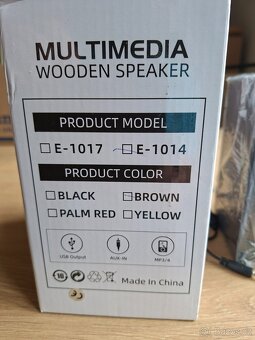 MULTIMEDIA
WOODEN SPEAKER
PRODUCT MODEL
E-1017 E-1014
PRODUCT COLOR
BLACK BROWN
PALM RED YELLOW
USB Output AUX-IN MP3/4
Made In China